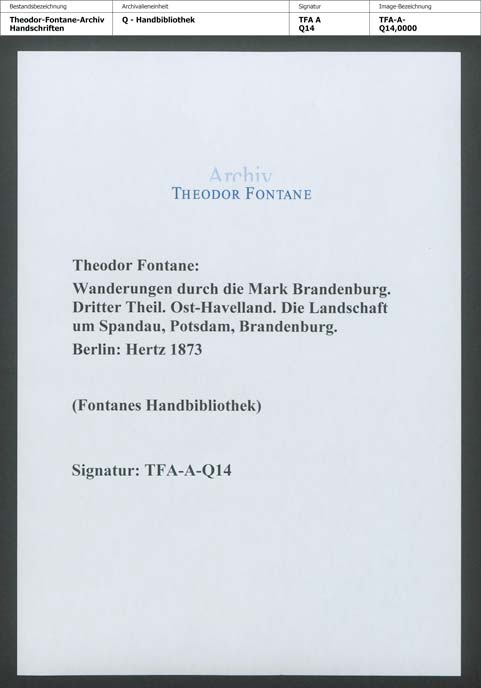 Bestandsbezeichnung Archivalieneinheit Signatur Image-Bezeichnung
Theodor-Fontane-Archiv Q - Handbibliothek TFA A TFA-A-
Handschriften Q14 Q14,0000
Archiv
THEODOR FONTANE
Theodor Fontane:
Wanderungen durch die Mark Brandenburg.
Dritter Theil. Ost-Havelland. Die Landschaft
um Spandau, Potsdam, Brandenburg.
Berlin: Hertz 1873
(Fontanes Handbibliothek)
Signatur: TFA-A-Q14